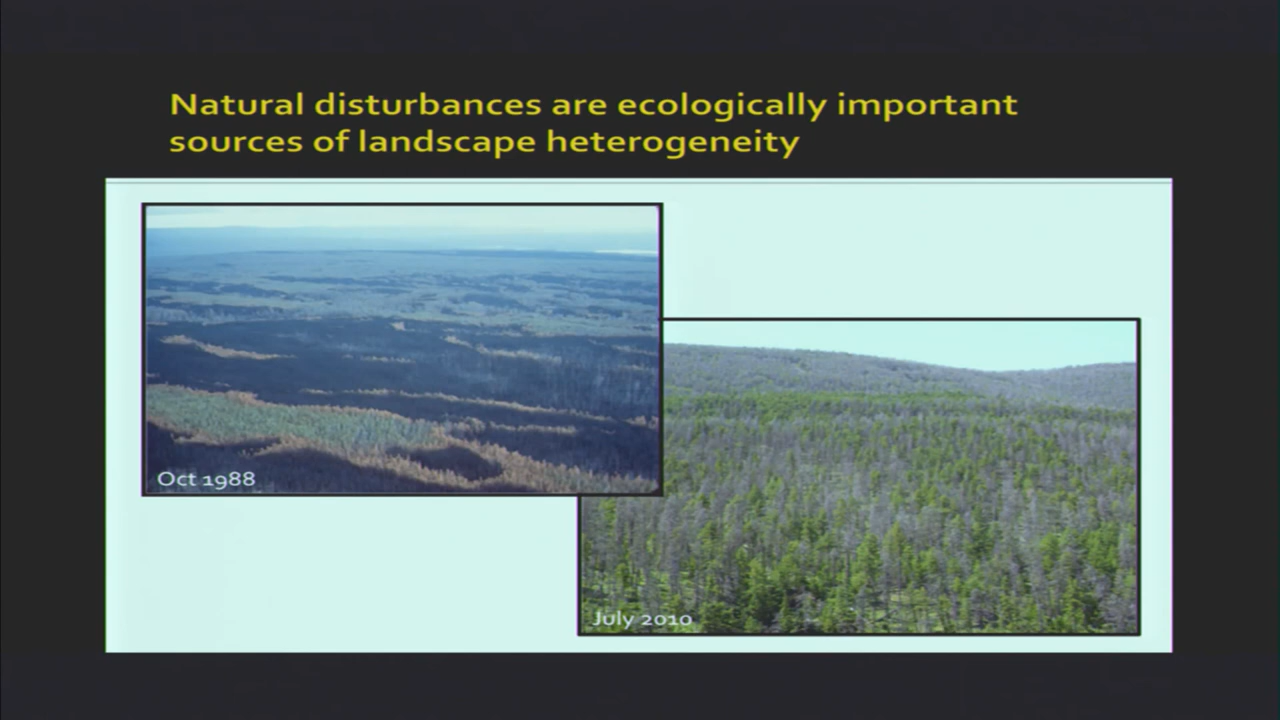 Natural disturbances are ecologically important
sources of landscape heterogeneity
Oct 1988
July 2010